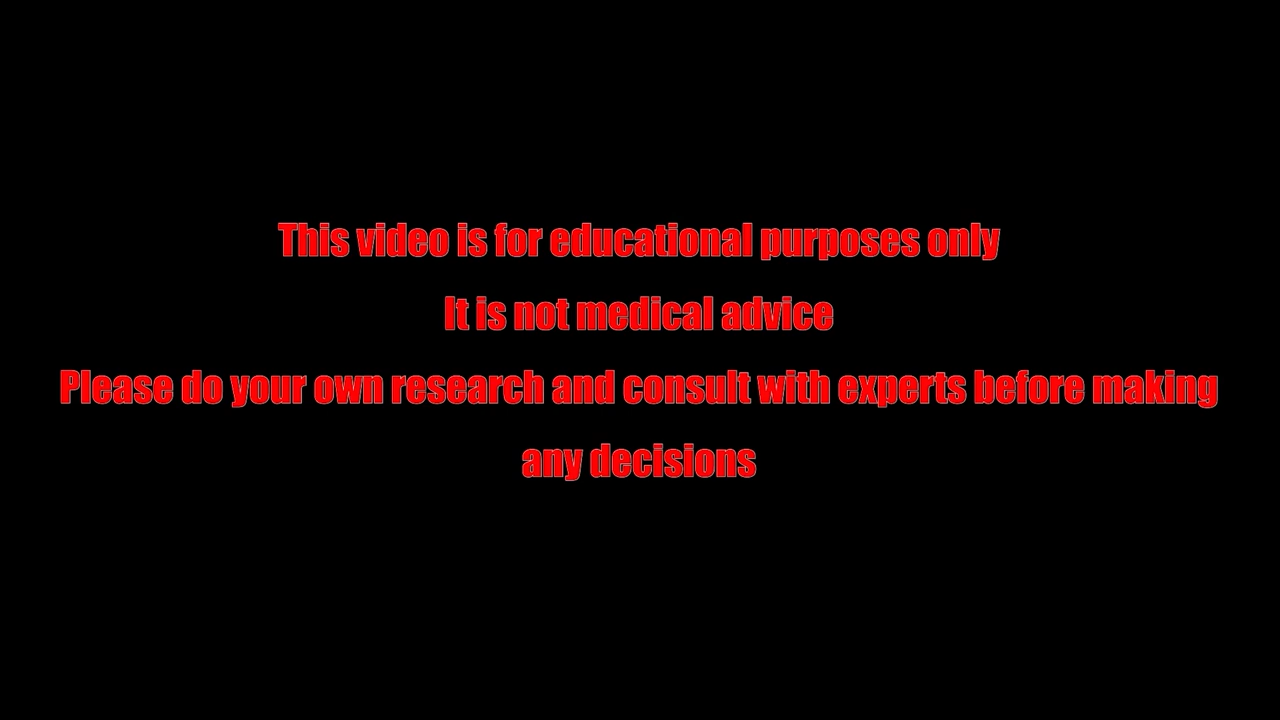 This video is for educational purposes only
It is not medical advice
Please do your own research and consult with experts before making
any decisions